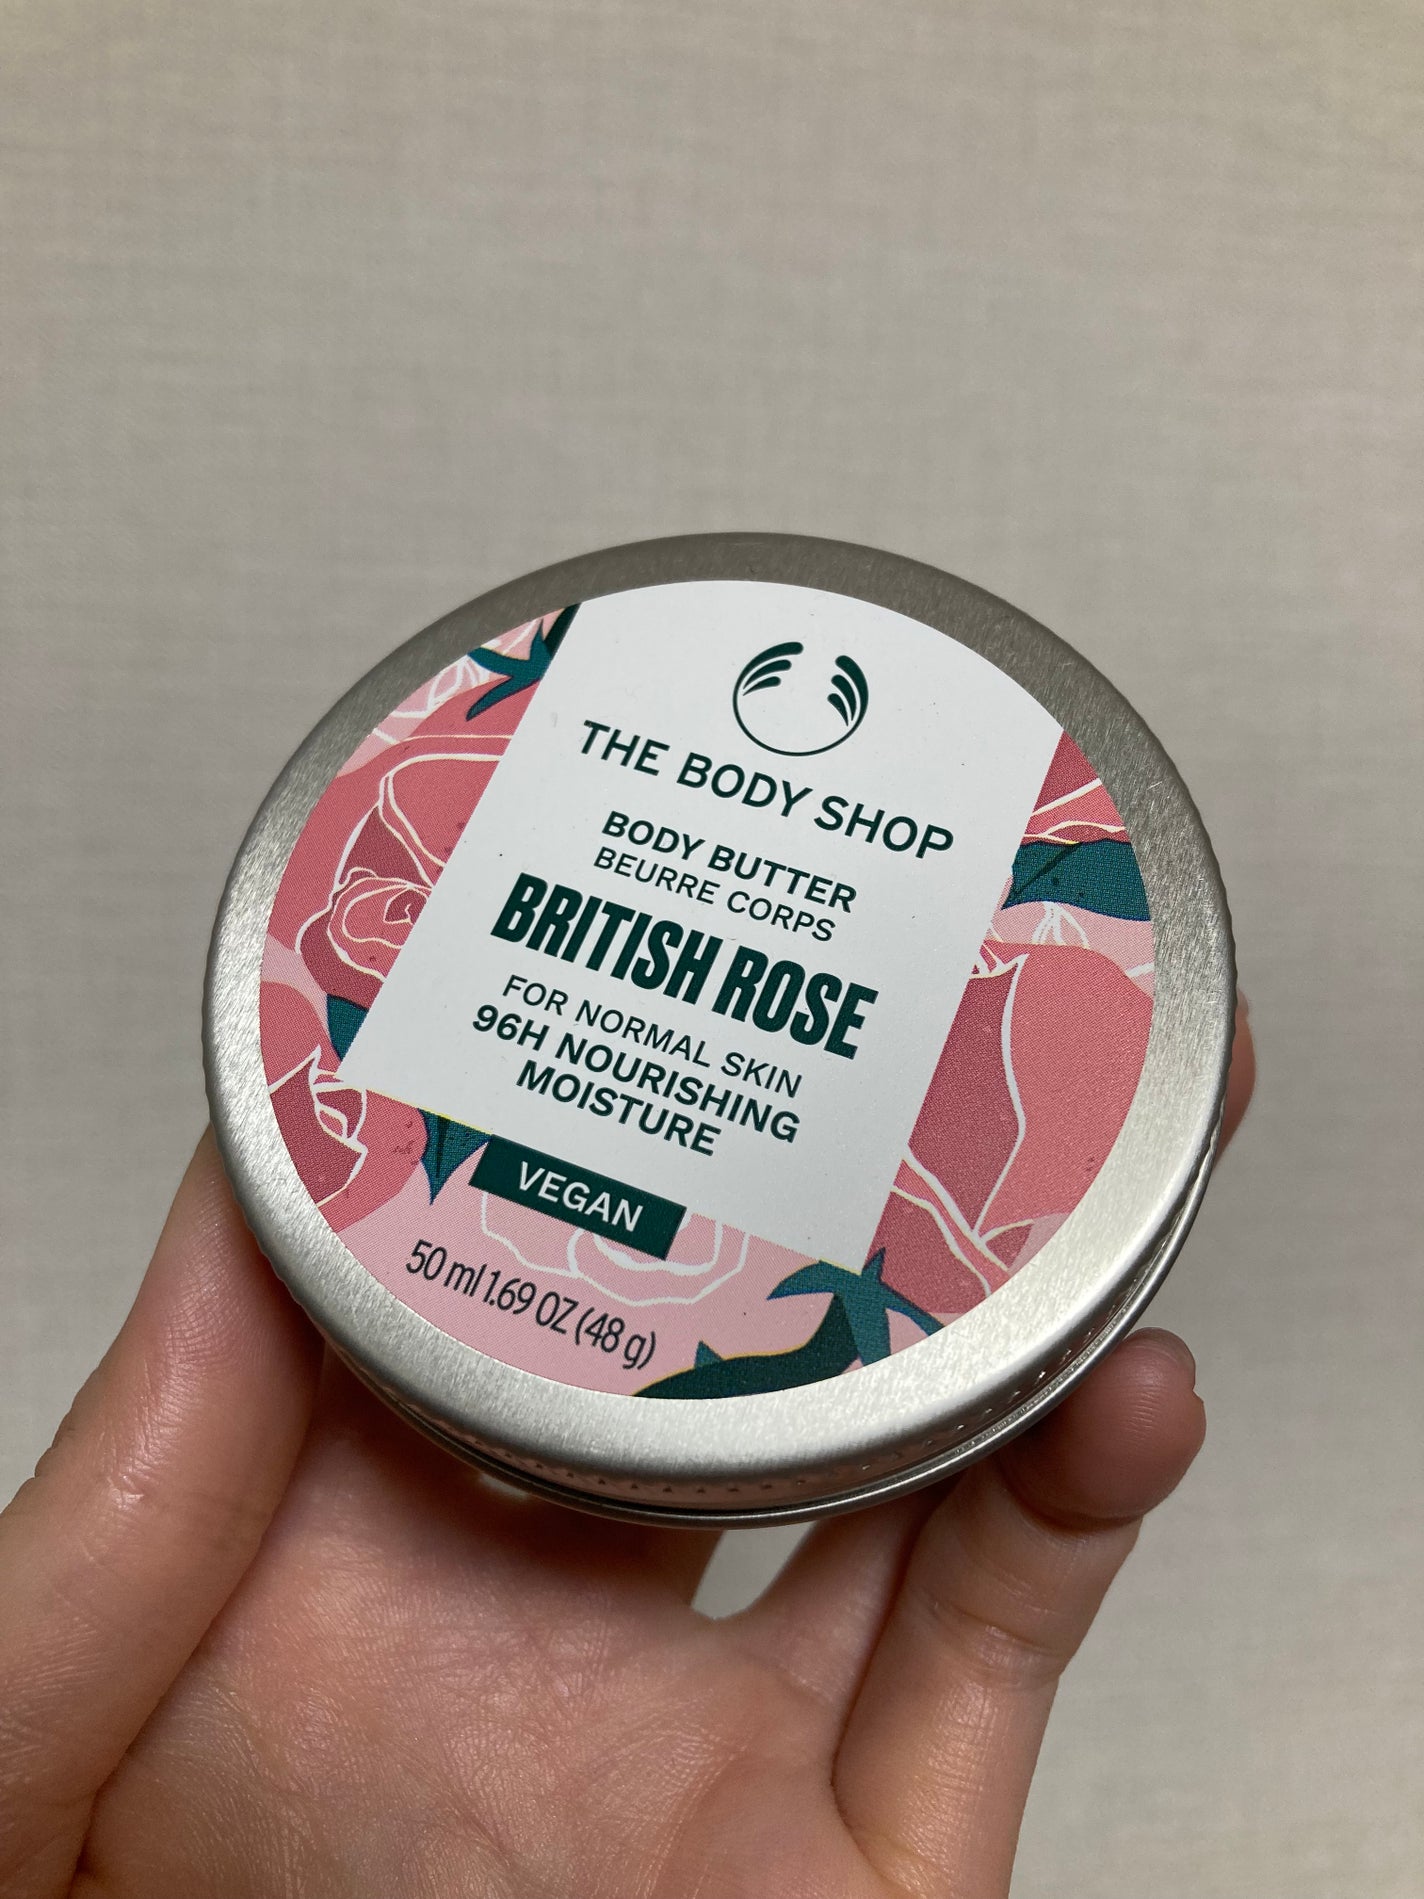 THE BODY SHOP
BODY BUTTER
BEURRE CORPS
BRITISH ROSE
FOR NORMAL SKIN
96H NOURISHING
MOISTURE
VEGAN
50 ml 1.69 OZ (48 g)